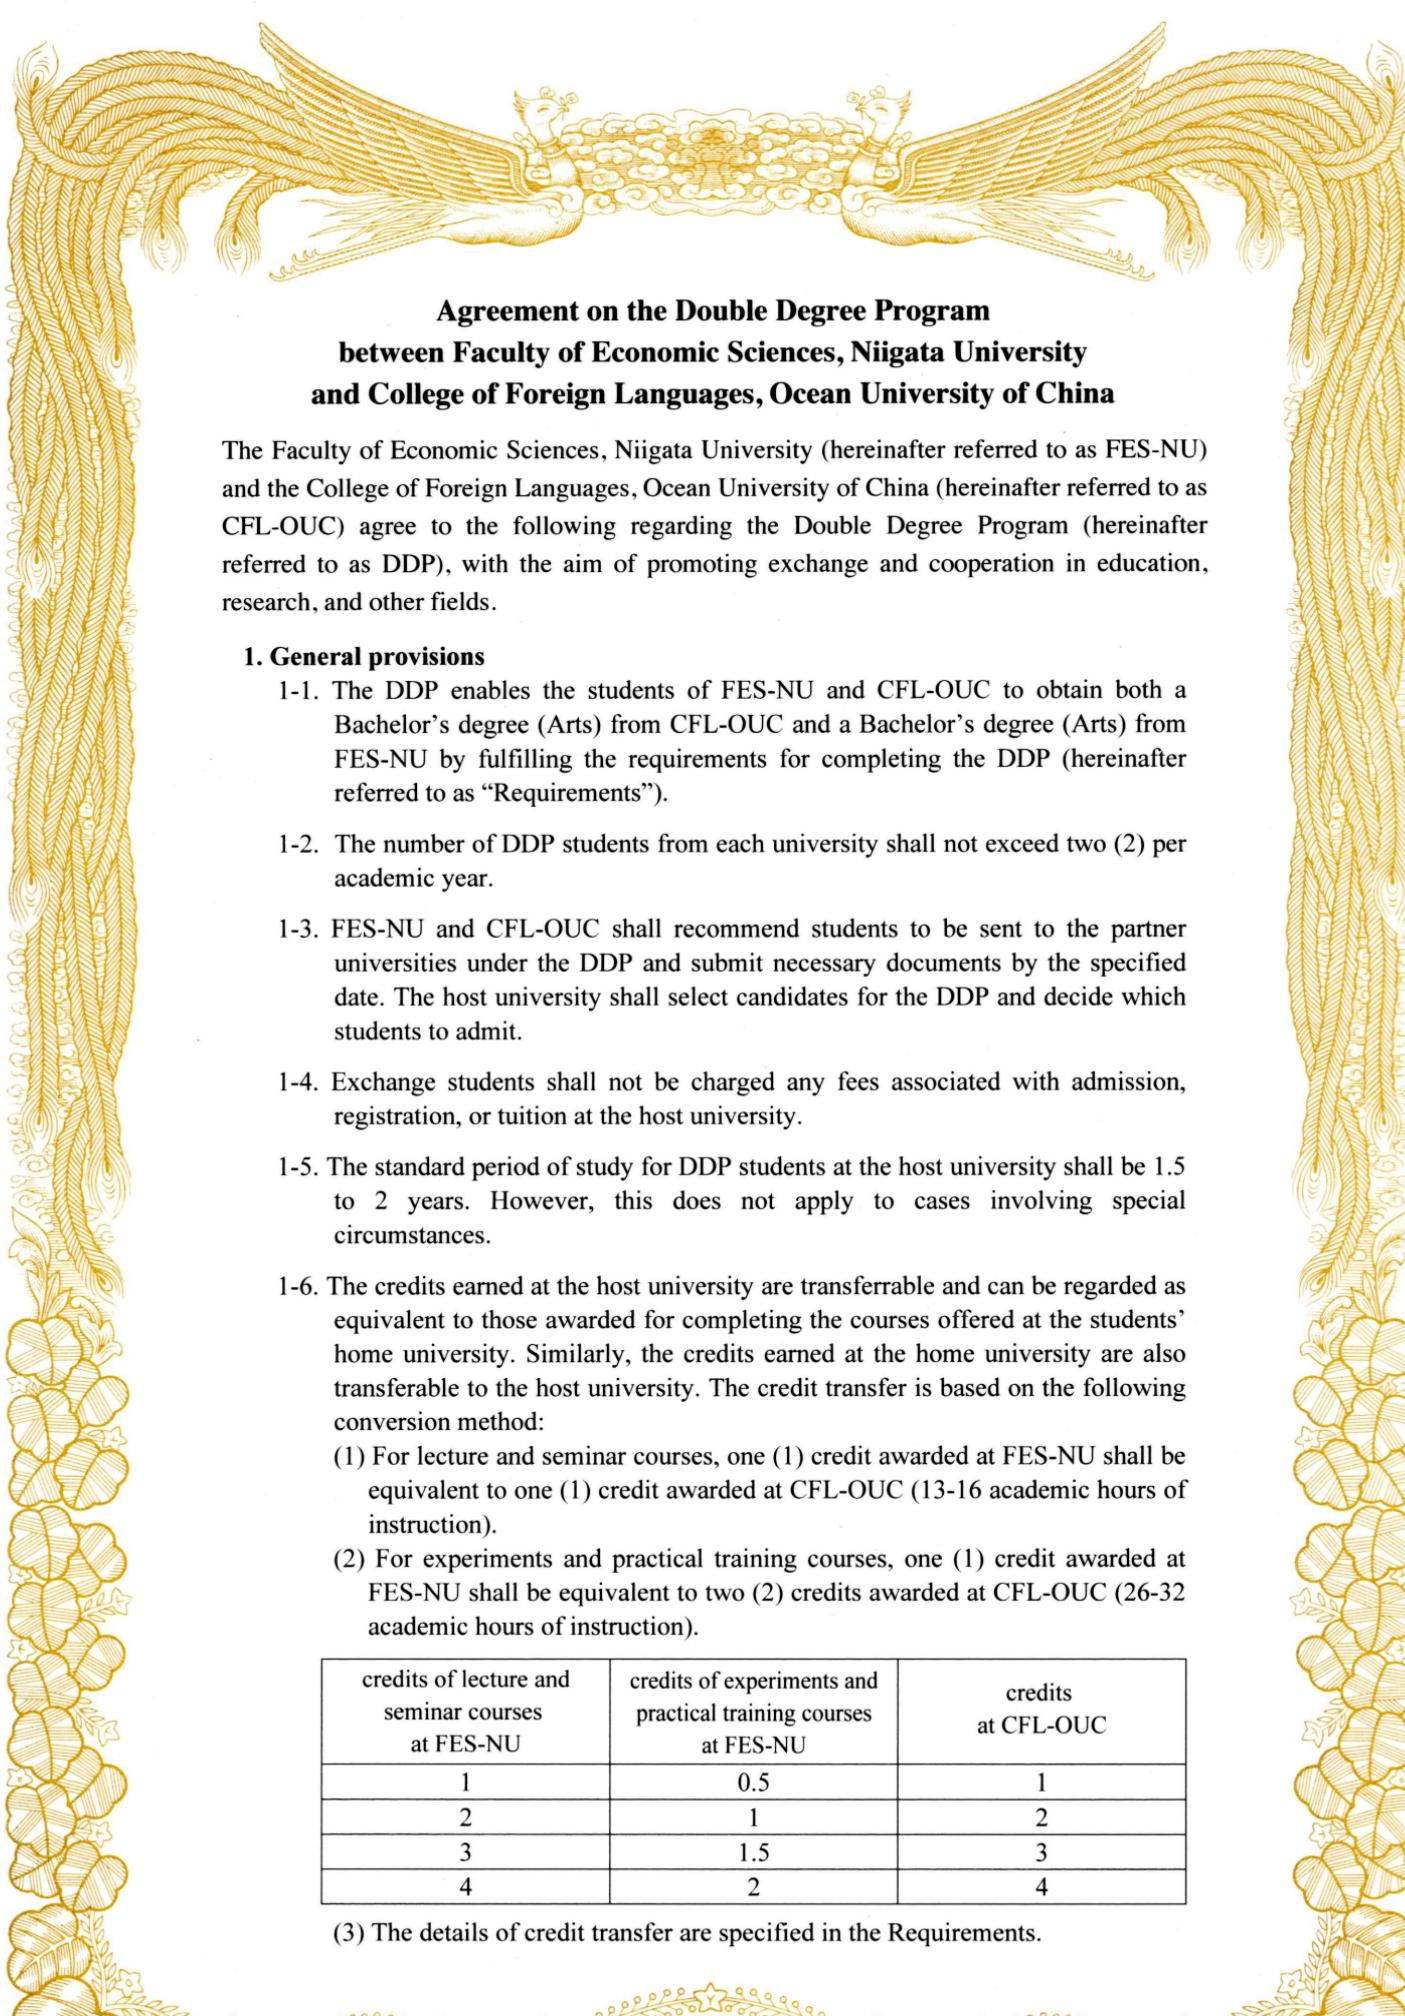 Agreement on the Double Degree Program
between Faculty of Economic Sciences, Niigata University
and College of Foreign Languages, Ocean University of China
The Faculty of Economic Sciences, Niigata University (hereinafter referred to as FES-NU)
and the College of Foreign Languages, Ocean University of China (hereinafter referred to as
CFL-OUC) agree to the following regarding the Double Degree Program (hereinafter
referred to as DDP), with the aim of promoting exchange and cooperation in education,
research, and other fields.
1. General provisions
1-1. The DDP enables the students of FES-NU and CFL-OUC to obtain both a
Bachelor’s degree (Arts) from CFL-OUC and a Bachelor’s degree (Arts) from
FES-NU by fulfilling the requirements for completing the DDP (hereinafter
referred to as “Requirements”).
1-2. The number of DDP students from each university shall not exceed two (2) per
academic year.
1-3. FES-NU and CFL-OUC shall recommend students to be sent to the partner
universities under the DDP and submit necessary documents by the specified
date. The host university shall select candidates for the DDP and decide which
students to admit.
1-4. Exchange students shall not be charged any fees associated with admission,
registration, or tuition at the host university.
1-5. The standard period of study for DDP students at the host university shall be 1.5
to 2 years. However, this does not apply to cases involving special
circumstances.
1-6. The credits earned at the host university are transferrable and can be regarded as
equivalent to those awarded for completing the courses offered at the students’
home university. Similarly, the credits earned at the home university are also
transferable to the host university. The credit transfer is based on the following
conversion method:
(1) For lecture and seminar courses, one (1) credit awarded at FES-NU shall be
equivalent to one (1) credit awarded at CFL-OUC (13-16 academic hours of
instruction).
(2) For experiments and practical training courses, one (1) credit awarded at
FES-NU shall be equivalent to two (2) credits awarded at CFL-OUC (26-32
academic hours of instruction).
credits of lecture and
seminar courses
at FES-NU
credits of experiments and
practical training courses
at FES-NU
credits
at CFL-OUC
1 0.5 1
2 1 2
3 1.5 3
4 2 4
(3) The details of credit transfer are specified in the Requirements.